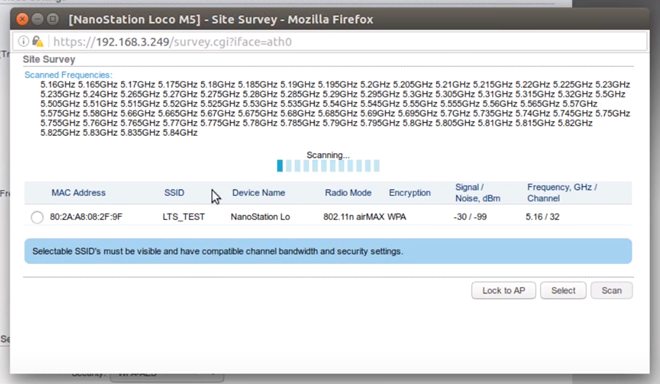 [NanoStation Loco M5] - Site Survey - Mozilla Firefox
https://192.168.3.249/survey.cgi?iface=ath0
Site Survey
Scanned Frequencies:
5.16GHz 5.165GHz 5.17GHz 5.175GHz 5.18GHz 5.185GHz 5.19GHz 5.195GHz 5.2GHz 5.205GHz 5.21GHz 5.215GHz 5.22GHz 5.225GHz 5.23GHz
5.235GHz 5.24GHz 5.265GHz 5.27GHz 5.275GHz 5.28GHz 5.285GHz 5.29GHz 5.295GHz 5.3GHz 5.305GHz 5.31GHz 5.315GHz 5.32GHz 5.5GHz
5.505GHz 5.51GHz 5.515GHz 5.52GHz 5.525GHz 5.53GHz 5.535GHz 5.54GHz 5.545GHz 5.55GHz 5.555GHz 5.56GHz 5.565GHz 5.57GHz
5.575GHz 5.58GHz 5.66GHz 5.665GHz 5.67GHz 5.675GHz 5.68GHz 5.685GHz 5.69GHz 5.695GHz 5.7GHz 5.735GHz 5.74GHz 5.745GHz 5.75GHz
5.755GHz 5.76GHz 5.765GHz 5.77GHz 5.775GHz 5.78GHz 5.785GHz 5.79GHz 5.795GHz 5.8GHz 5.805GHz 5.81GHz 5.815GHz 5.82GHz
5.825GHz 5.83GHz 5.835GHz 5.84GHz
Scanning...
MAC Address SSID Device Name Radio Mode Encryption Signal / Noise, dBm Frequency, GHz / Channel
80:2A:A8:08:2F:9F LTS_TEST NanoStation Lo 802.11n airMAX WPA -30 / -99 5.16 / 32
Selectable SSID's must be visible and have compatible channel bandwidth and security settings.
Lock to AP Select Scan
Security: